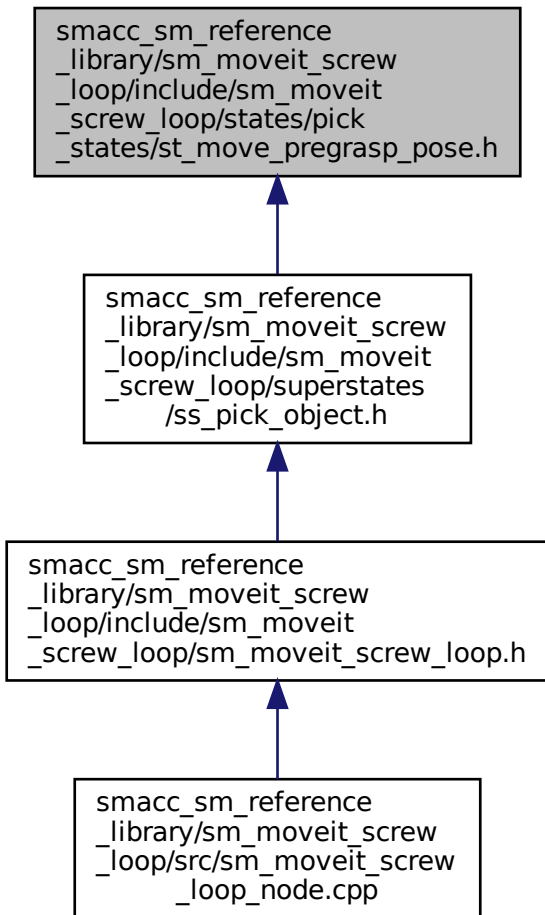 smacc_sm_reference
_library/sm_moveit_screw
_loop/include/sm_moveit
_screw_loop/states/pick
_states/st_move_pregrasp_pose.h
smacc_sm_reference
_library/sm_moveit_screw
_loop/include/sm_moveit
_screw_loop/superstates
/ss_pick_object.h
smacc_sm_reference
_library/sm_moveit_screw
_loop/include/sm_moveit
_screw_loop/sm_moveit_screw_loop.h
smacc_sm_reference
_library/sm_moveit_screw
_loop/src/sm_moveit_screw
_loop_node.cpp